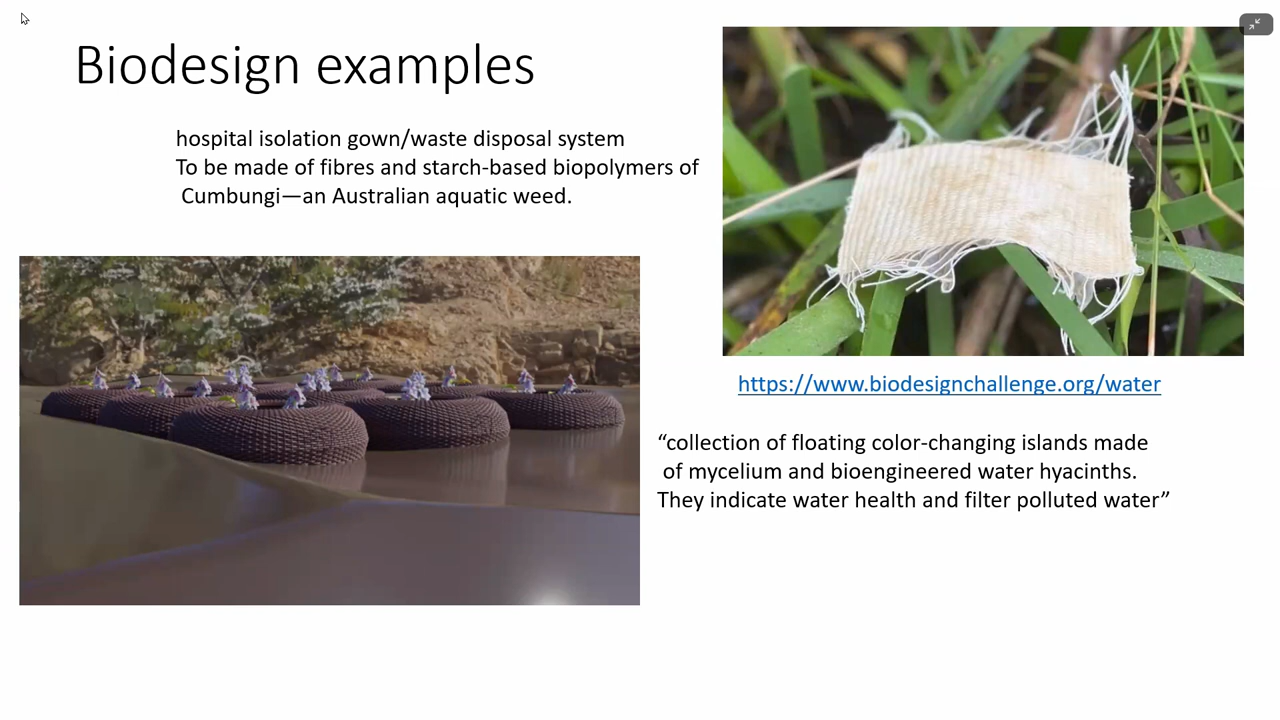 Biodesign examples
hospital isolation gown/waste disposal system
To be made of fibres and starch-based biopolymers of
Cumbungi—an Australian aquatic weed.
https://www.biodesignchallenge.org/water
“collection of floating color-changing islands made
of mycelium and bioengineered water hyacinths.
They indicate water health and filter polluted water”